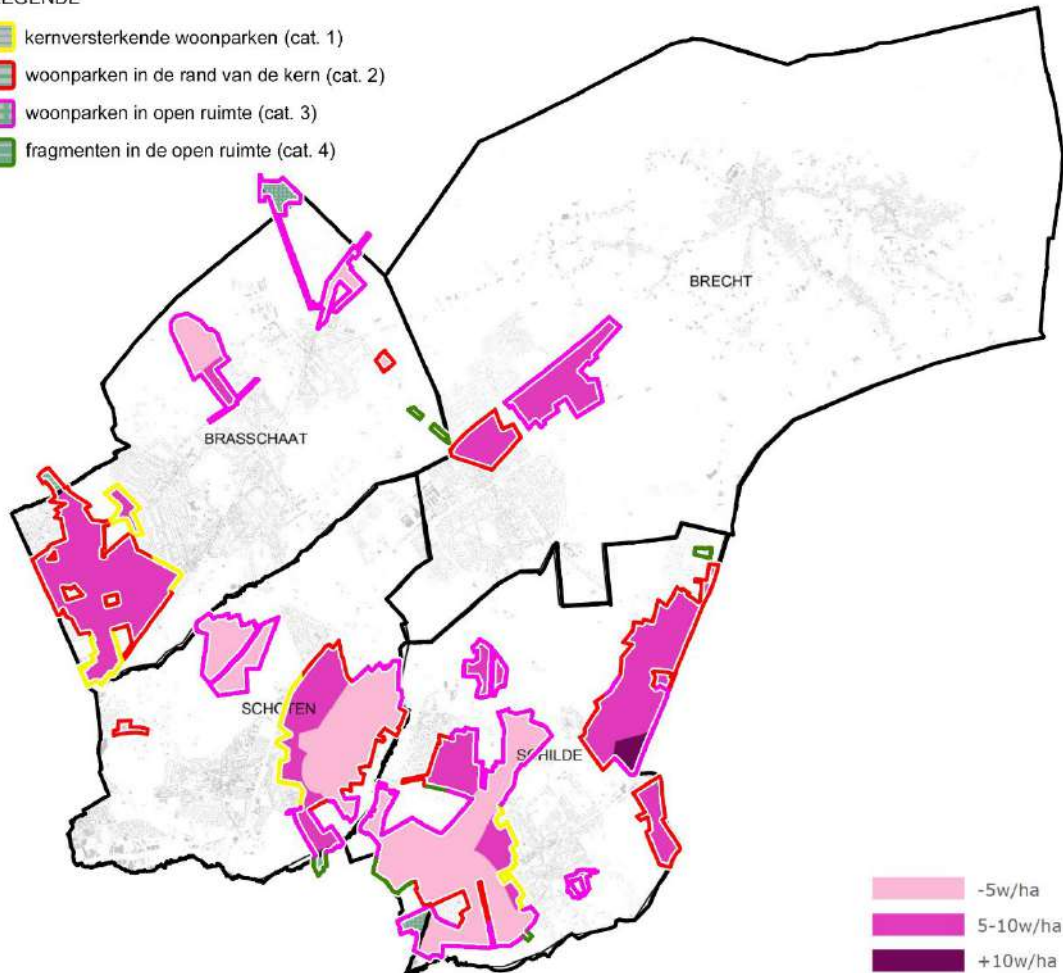 LEGENDE
kernversterkende woonparken (cat. 1)
woonparken in de rand van de kern (cat. 2)
woonparken in open ruimte (cat. 3)
fragmenten in de open ruimte (cat. 4)
BRECHT
BRASSCHAAT
SCHOTEN
SCHILDE
-5w/ha
5-10w/ha
+10w/ha